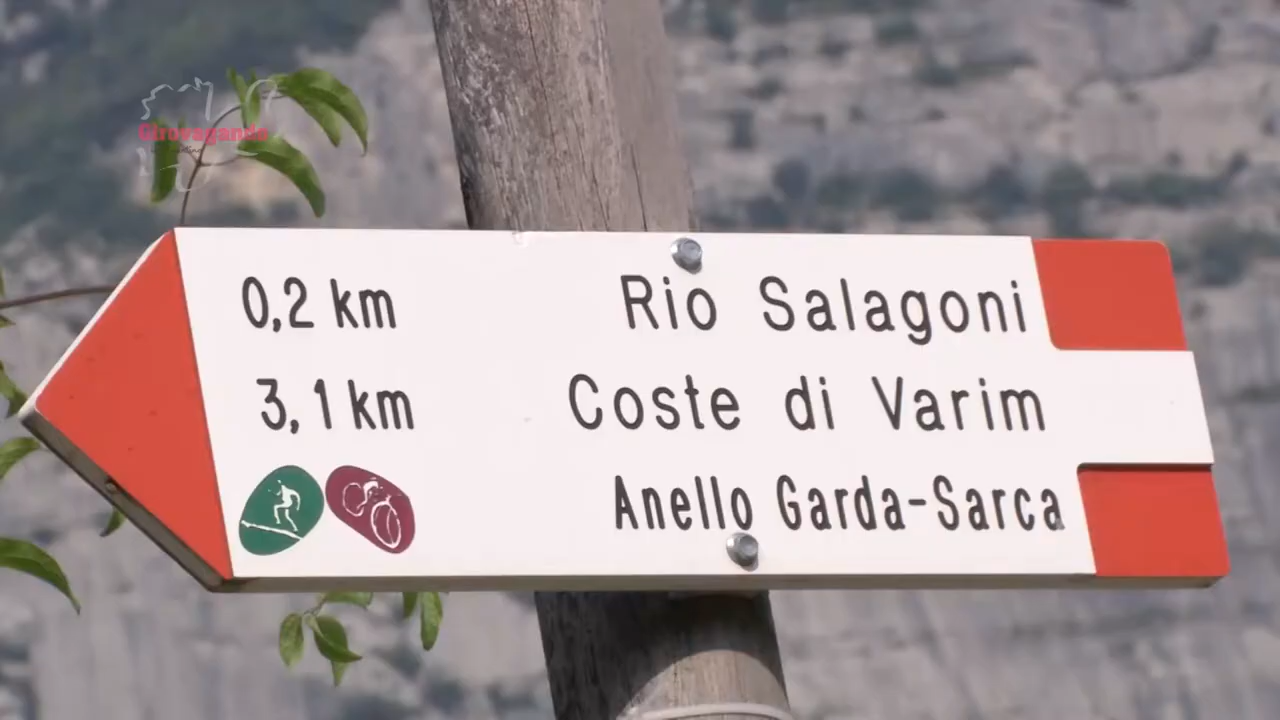 Girovagando
0,2 km Rio Salagoni
3,1 km Coste di Varim
Anello Garda-Sarca